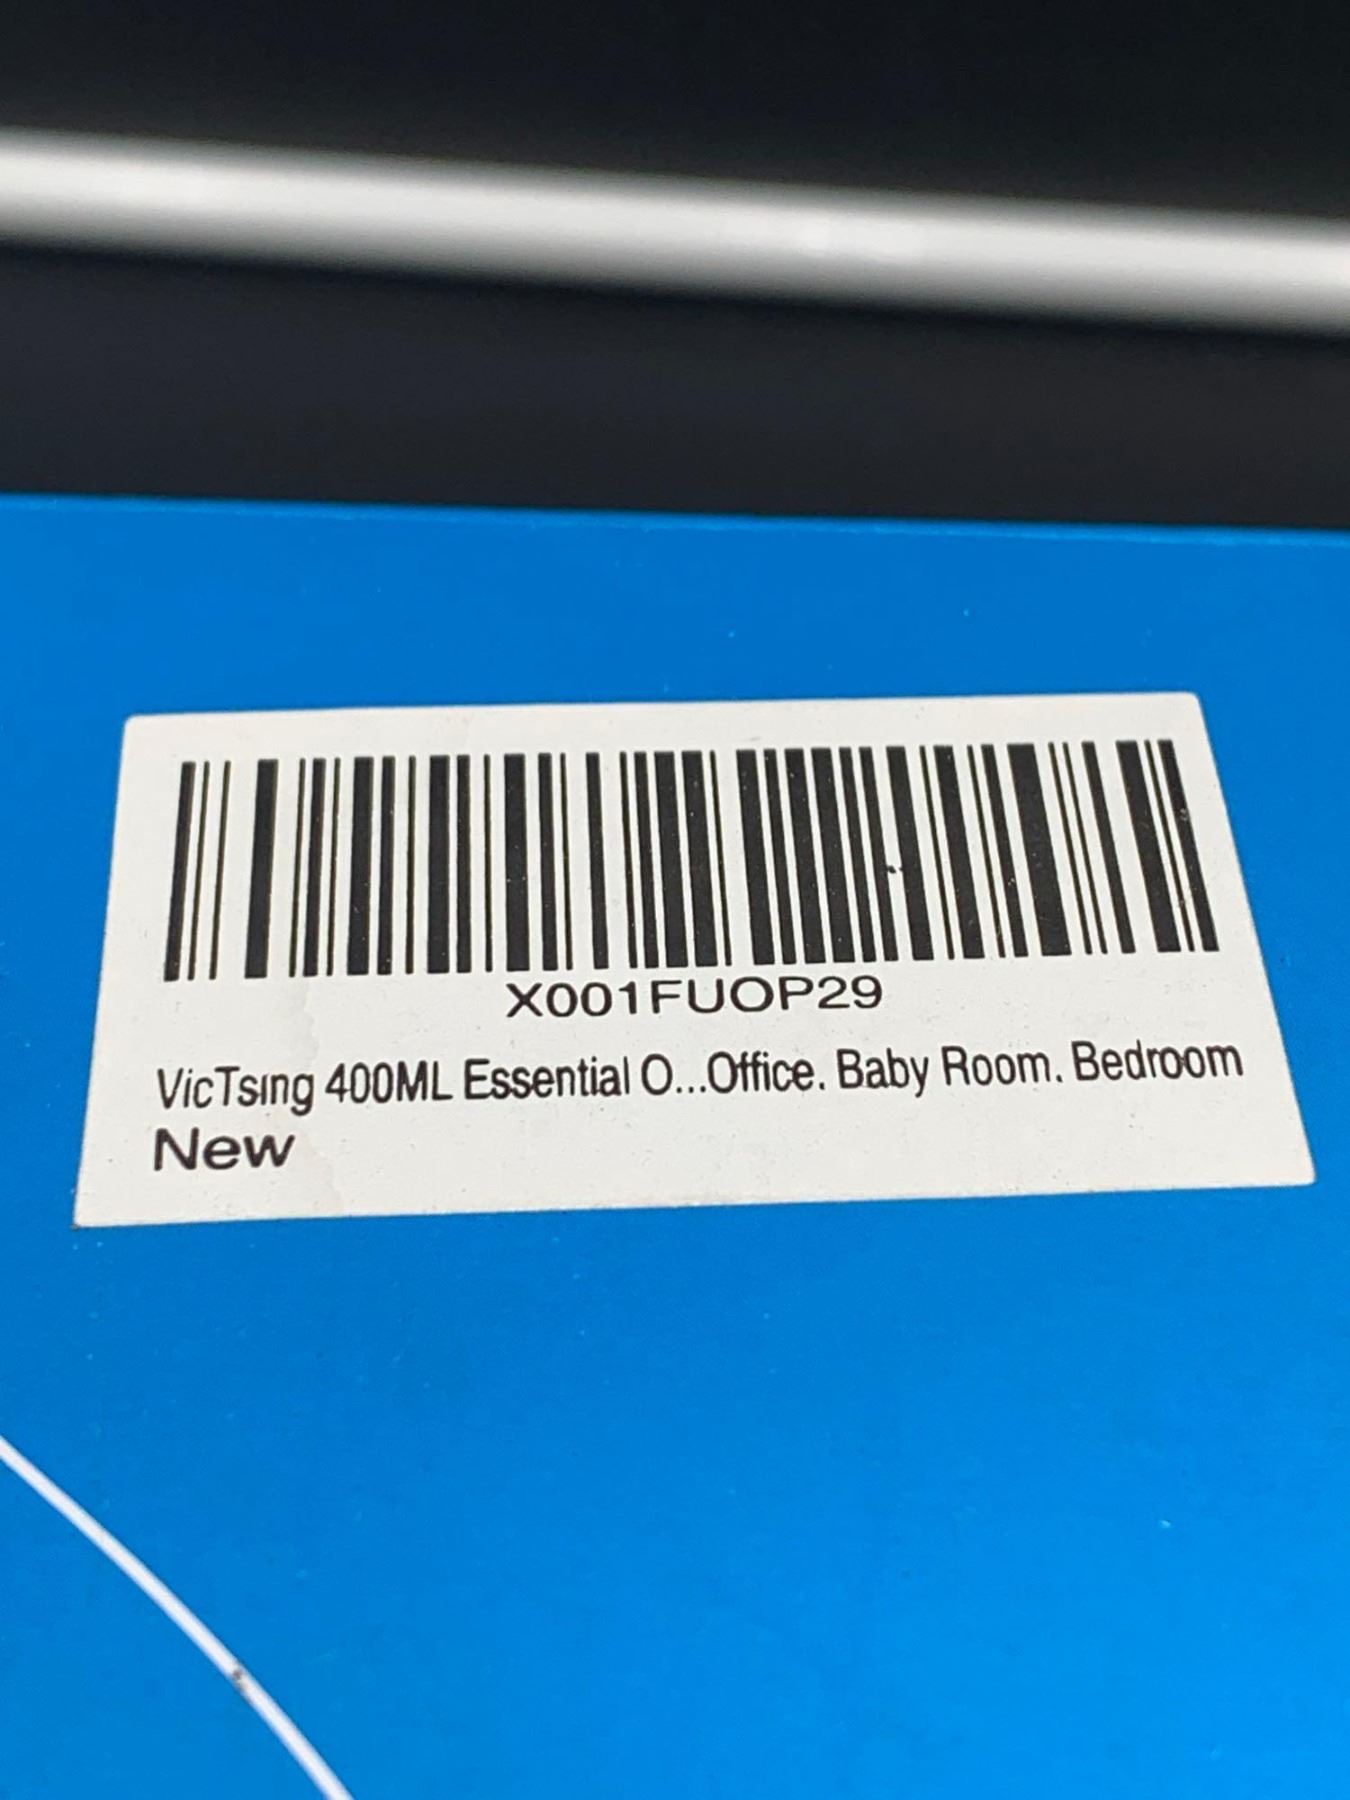 X001FUOP29
VicTsing 400ML Essential O...Office, Baby Room, Bedroom
New